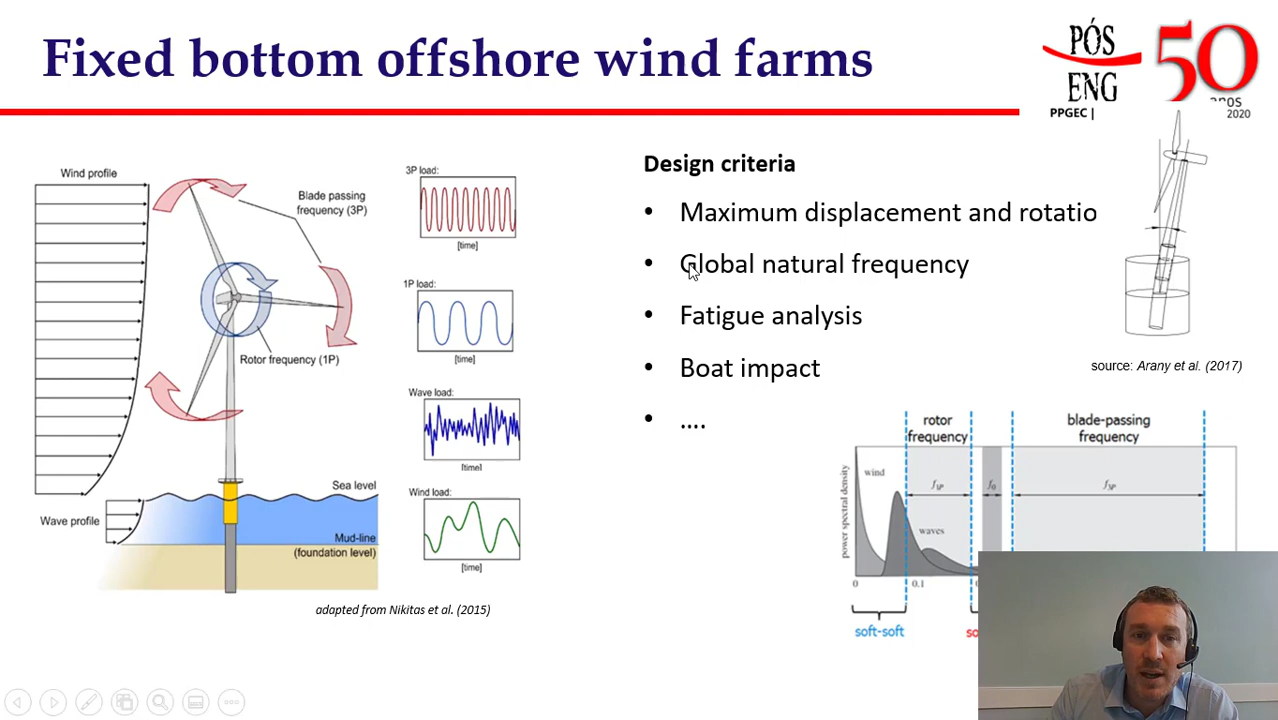 Fixed bottom offshore wind farms
PÓS
ENG
PPGEC |
50
anos
2020
Wind profile
Blade passing
frequency (3P)
Rotor frequency (1P)
Sea level
Wave profile
Mud-line
(foundation level)
adapted from Nikitas et al. (2015)
3P load:
[time]
1P load:
[time]
Wave load:
[time]
Wind load:
[time]
Design criteria
• Maximum displacement and rotatio
• Global natural frequency
• Fatigue analysis
• Boat impact
• ....
source: Arany et al. (2017)
rotor
frequency
blade-passing
frequency
power spectral density
wind
waves
f1P
f0
f3P
0
0.1
soft-soft
so